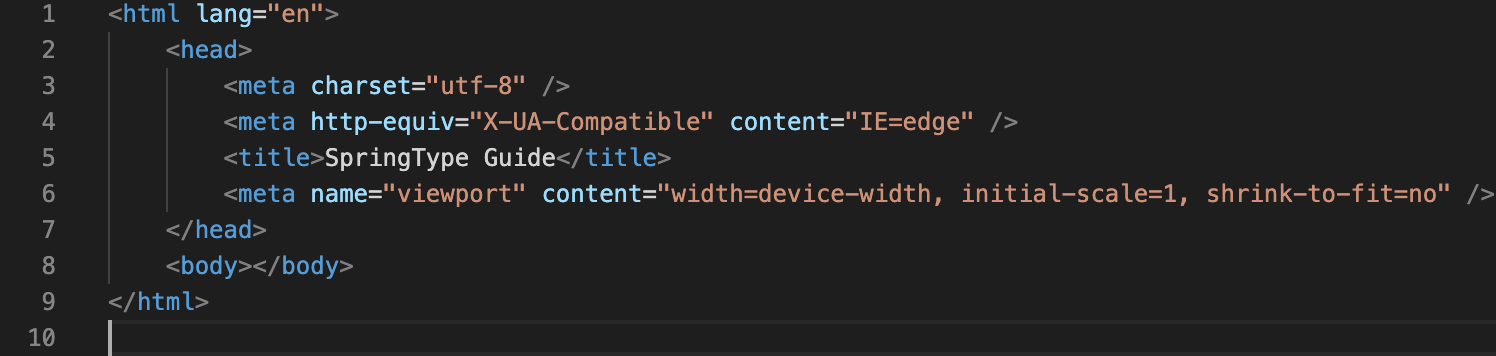 1 <html lang="en">
2     <head>
3         <meta charset="utf-8" />
4         <meta http-equiv="X-UA-Compatible" content="IE=edge" />
5         <title>SpringType Guide</title>
6         <meta name="viewport" content="width=device-width, initial-scale=1, shrink-to-fit=no" />
7     </head>
8     <body></body>
9 </html>
10